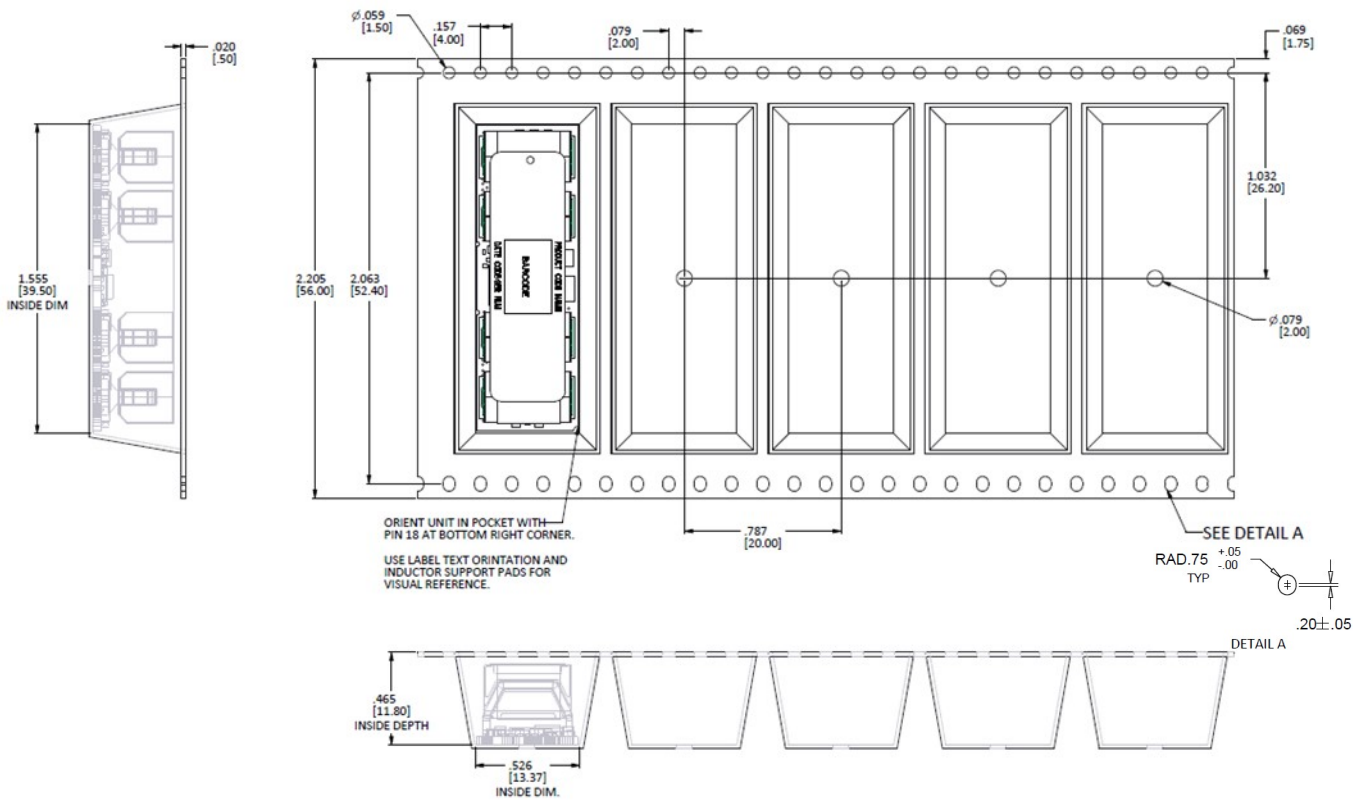 Ø.059
[1.50]
.157
[4.00]
.079
[2.00]
.069
[1.75]
.020
[.50]
1.032
[26.20]
1.555
[39.50]
INSIDE DIM
2.205
[56.00]
2.063
[52.40]
BARCODE
PRODUCT CODE NAME
Ø.079
[2.00]
ORIENT UNIT IN POCKET WITH
PIN 18 AT BOTTOM RIGHT CORNER.
USE LABEL TEXT ORINTATION AND
INDUCTOR SUPPORT PADS FOR
VISUAL REFERENCE.
.787
[20.00]
SEE DETAIL A
RAD.75 +.05
-.00
TYP
.20±.05
DETAIL A
.465
[11.80]
INSIDE DEPTH
.526
[13.37]
INSIDE DIM.